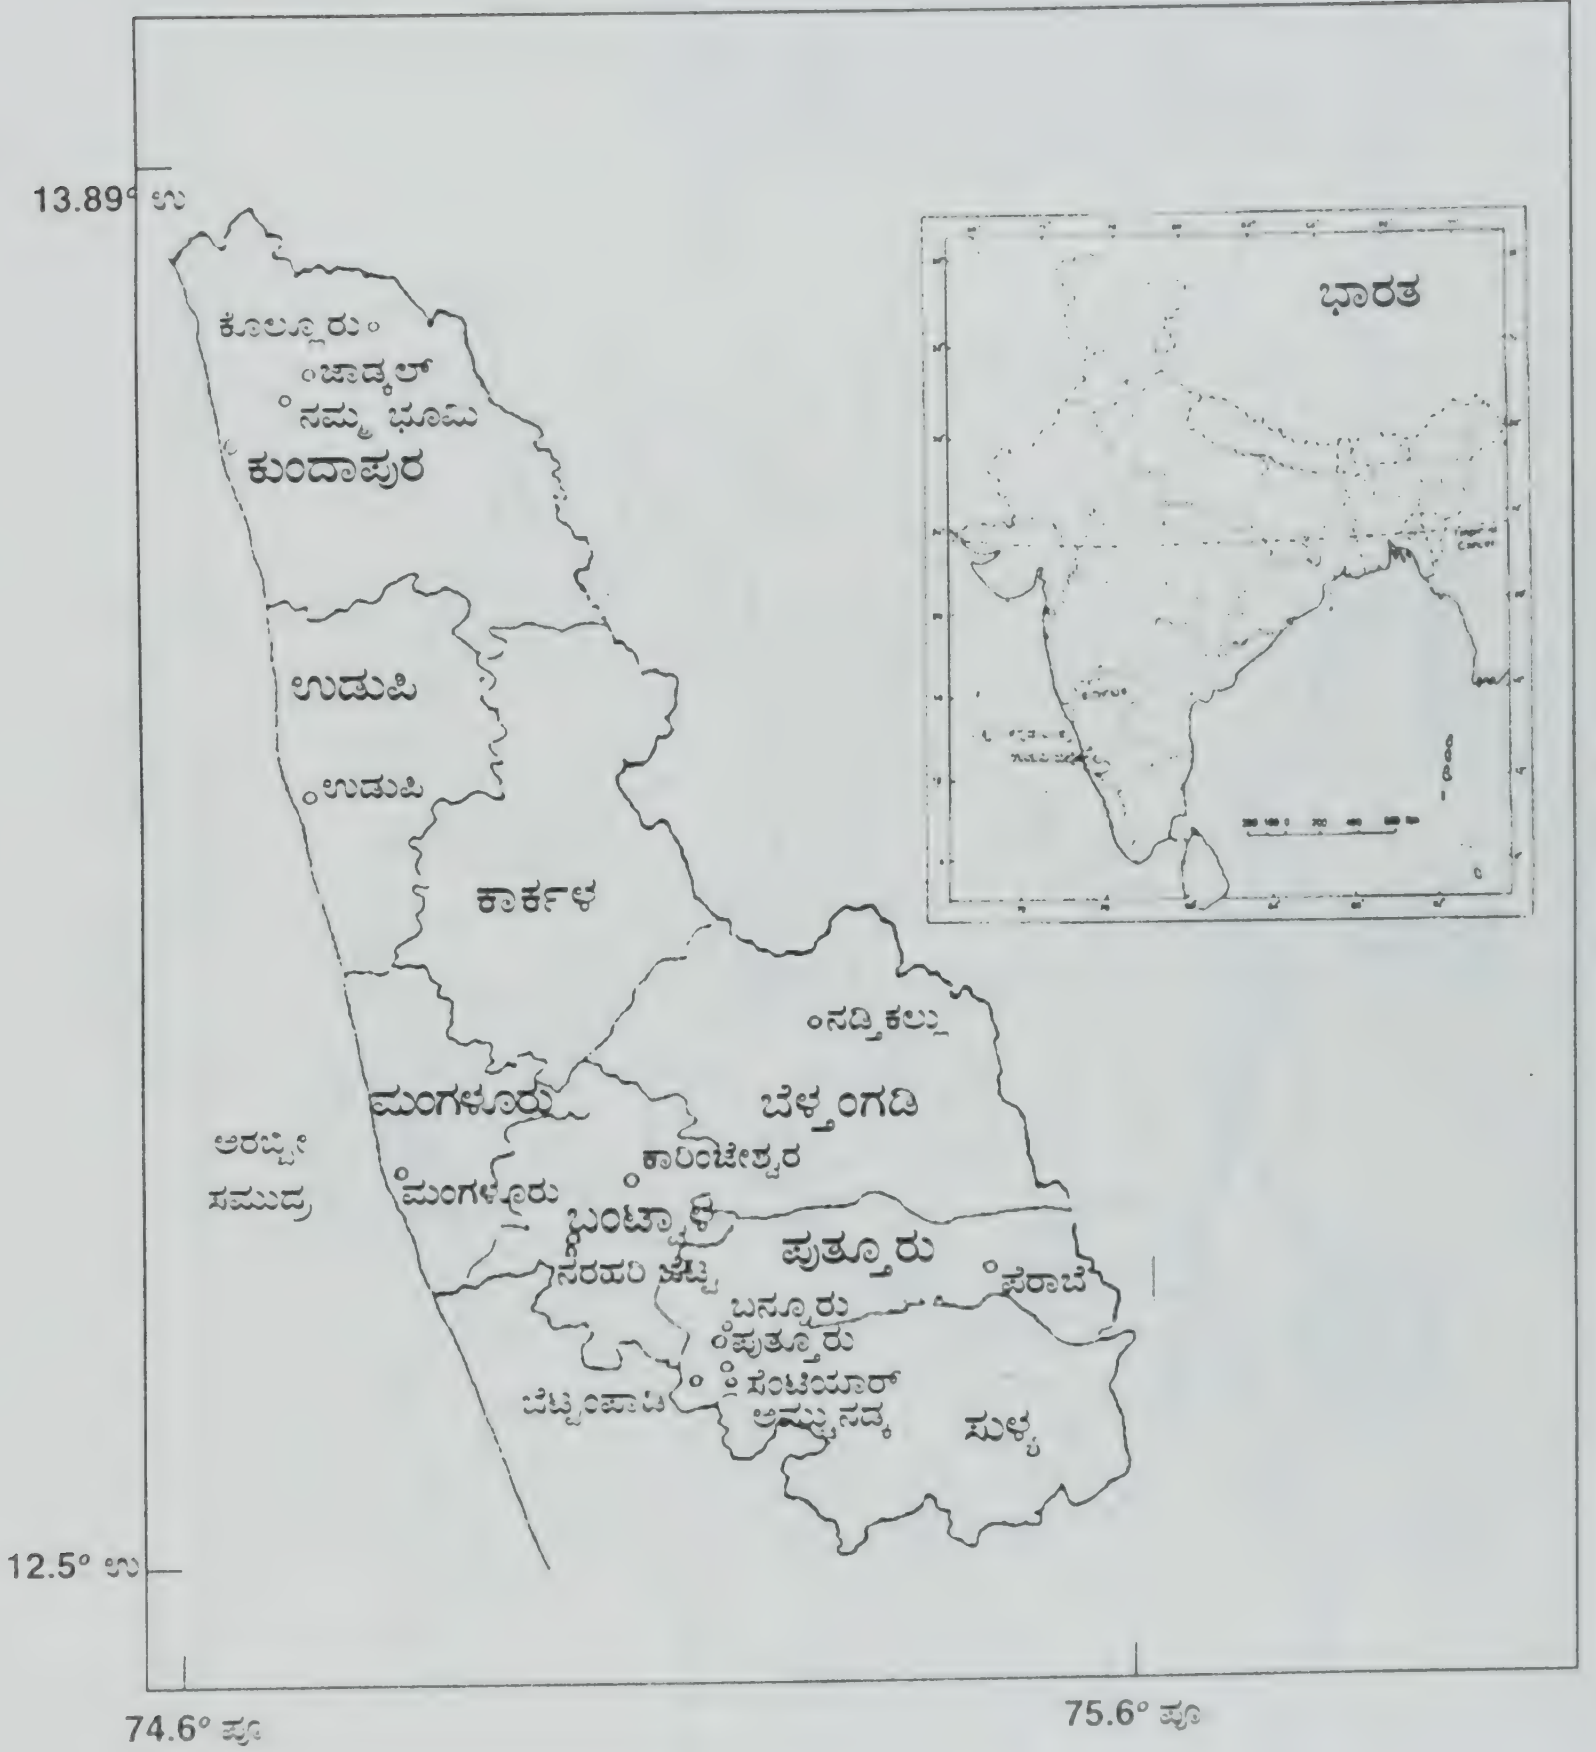 13.89° ಉ
ಭಾರತ
ಕೊಲ್ಲೂರು
ಜಾಡ್ಕಲ್
ನಮ್ಮ ಭೂಮಿ
ಕುಂದಾಪುರ
ಉಡುಪಿ
ಉಡುಪಿ
ಕಾರ್ಕಳ
ನಡ್ತಿಕಲ್ಲು
ಮಂಗಳೂರು
ಬೆಳ್ತಂಗಡಿ
ಅರಬ್ಬೀ
ಸಮುದ್ರ
ಕಾರಿಂಜೇಶ್ವರ
ಮಂಗಳೂರು
ಬಂಟ್ವಾಳ
ಪುತ್ತೂರು
ನರಹರಿ ಬೆಟ್ಟ
ಪೆರಾಬೆ
ಬನ್ನೂರು
ಪುತ್ತೂರು
ಸೆಂಟಿಯಾರ್
ಬೆಟ್ಟಂಪಾಡಿ
ಅಮ್ಚಿನಡ್ಕ
ಸುಳ್ಯ
12.5° ಉ
74.6° ಪೂ
75.6° ಪೂ